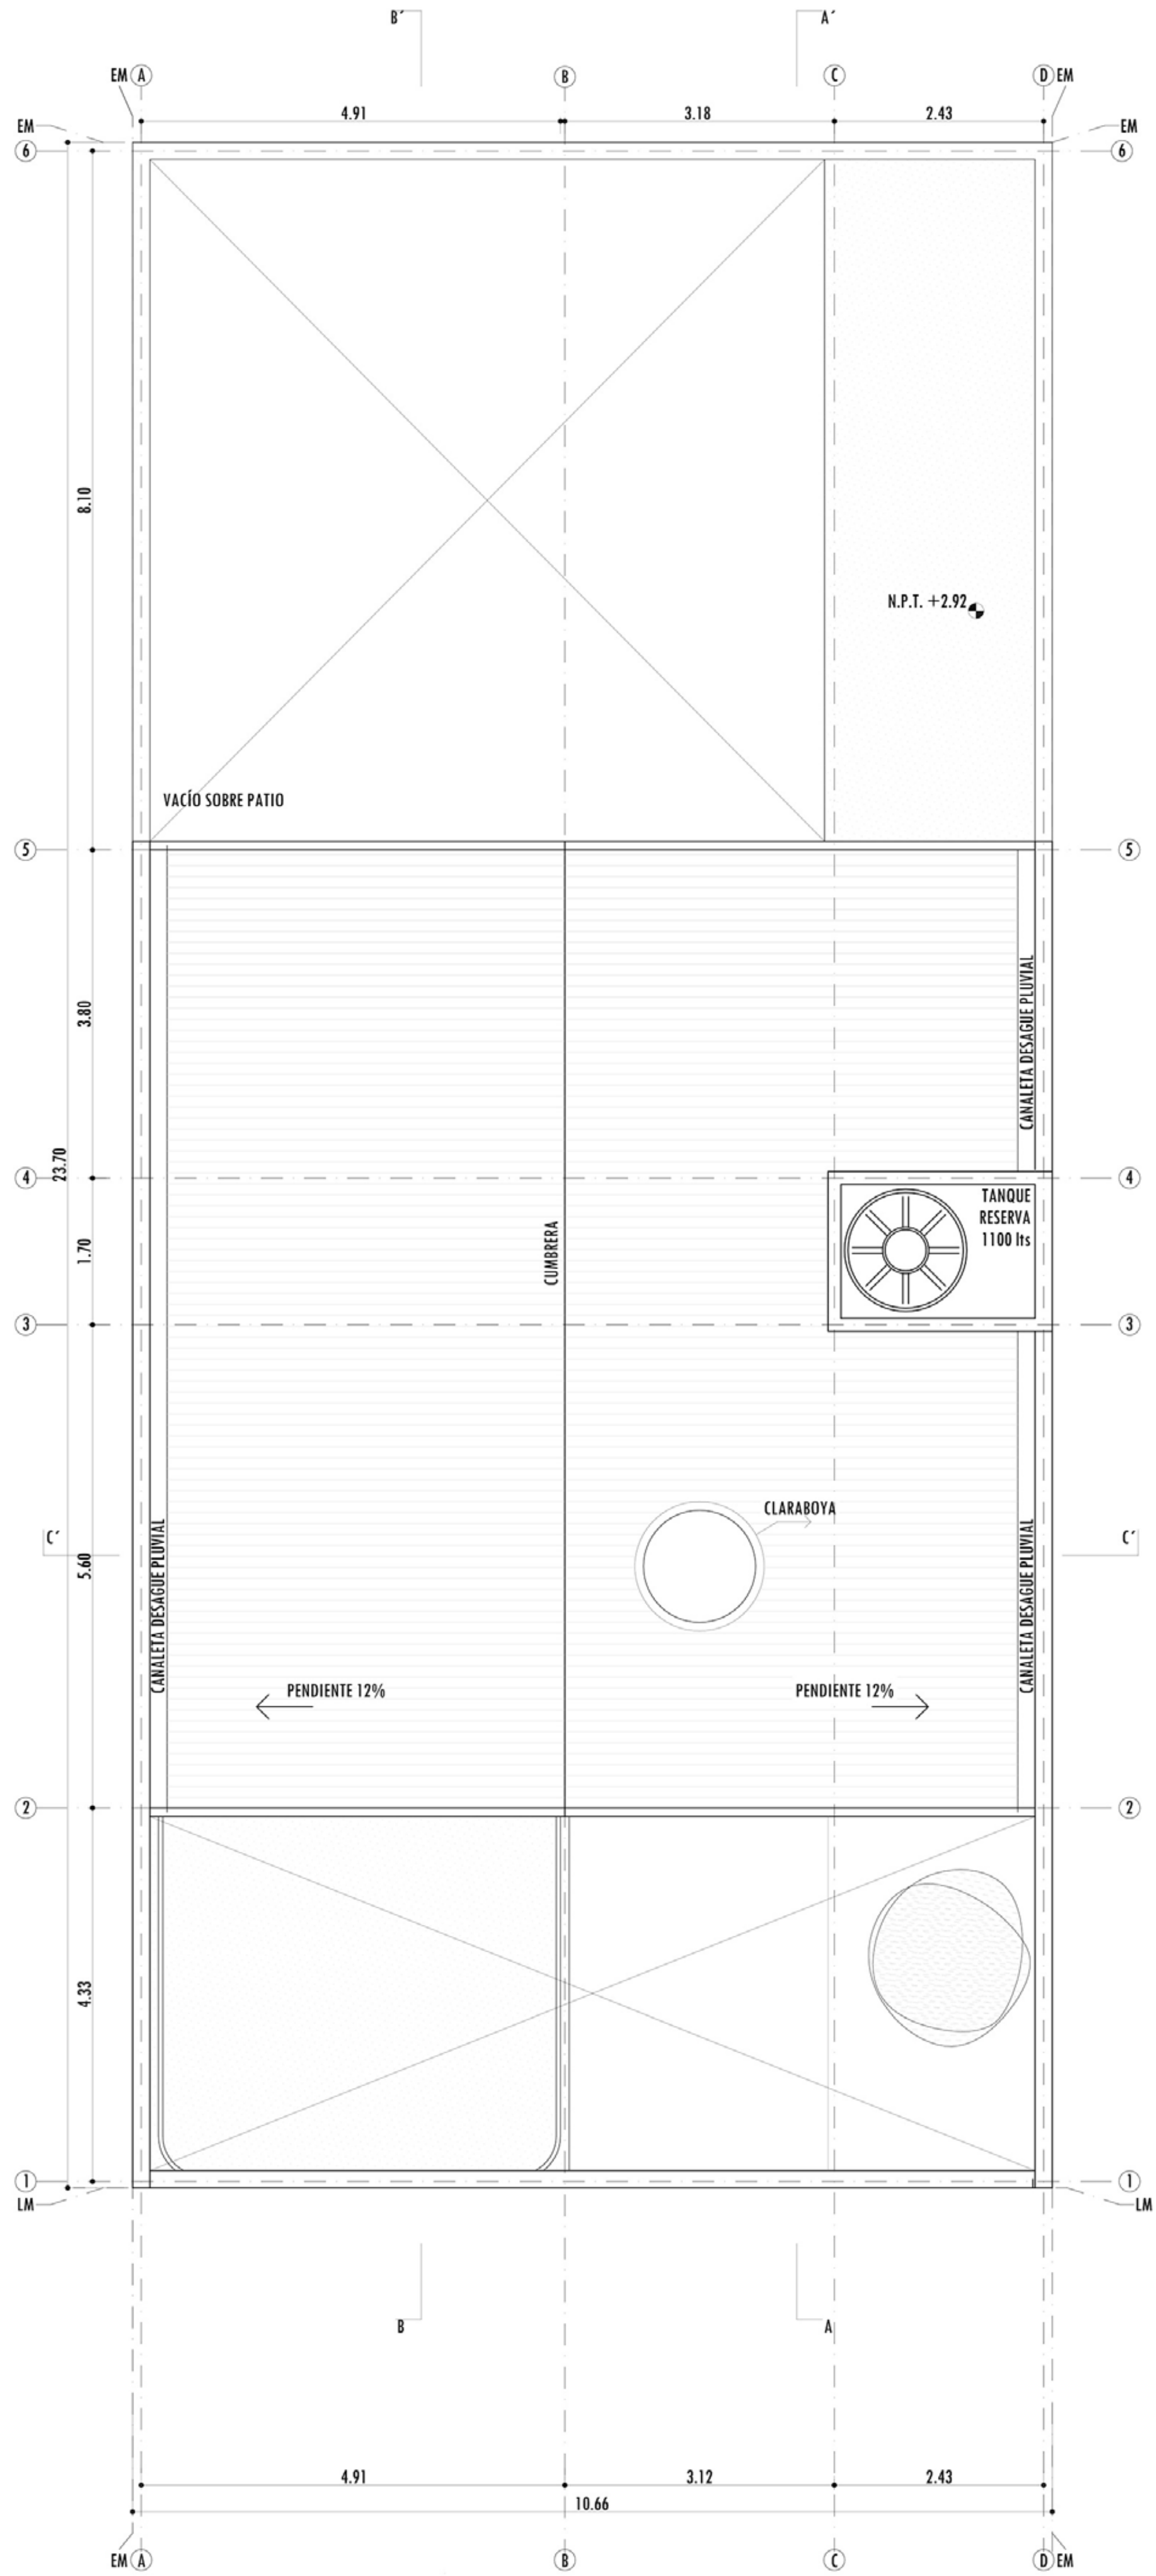 B´
A´
EM A
B
C
D EM
4.91
3.18
2.43
EM
EM
6
6
8.10
N.P.T. +2.92
VACÍO SOBRE PATIO
5
5
3.80
CANALETA DESAGUE PLUVIAL
23.70
4
4
TANQUE
RESERVA
1100 lts
1.70
CUMBRERA
3
3
CLARABOYA
C´
C´
5.60
CANALETA DESAGUE PLUVIAL
CANALETA DESAGUE PLUVIAL
PENDIENTE 12%
PENDIENTE 12%
2
2
4.33
1
1
LM
LM
B
A
4.91
3.12
2.43
10.66
EM A
B
C
D EM